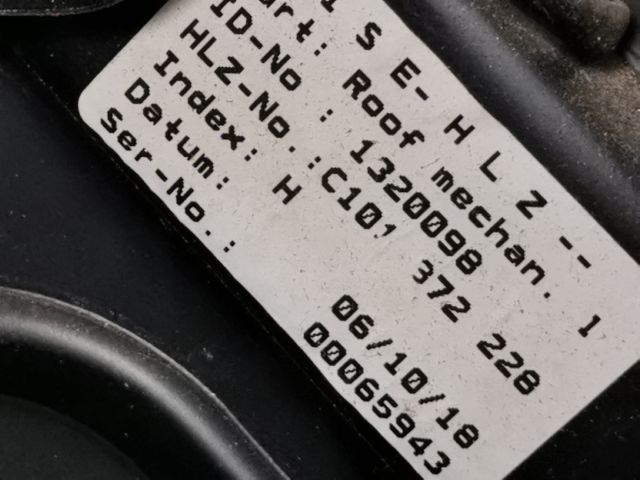 I S E- H L Z --
art: Roof mechan. l
ID-No : 1320098
HLZ-No.:C101 372 228
Index: H
Datum: 06/10/18
Ser-No.: 00065943